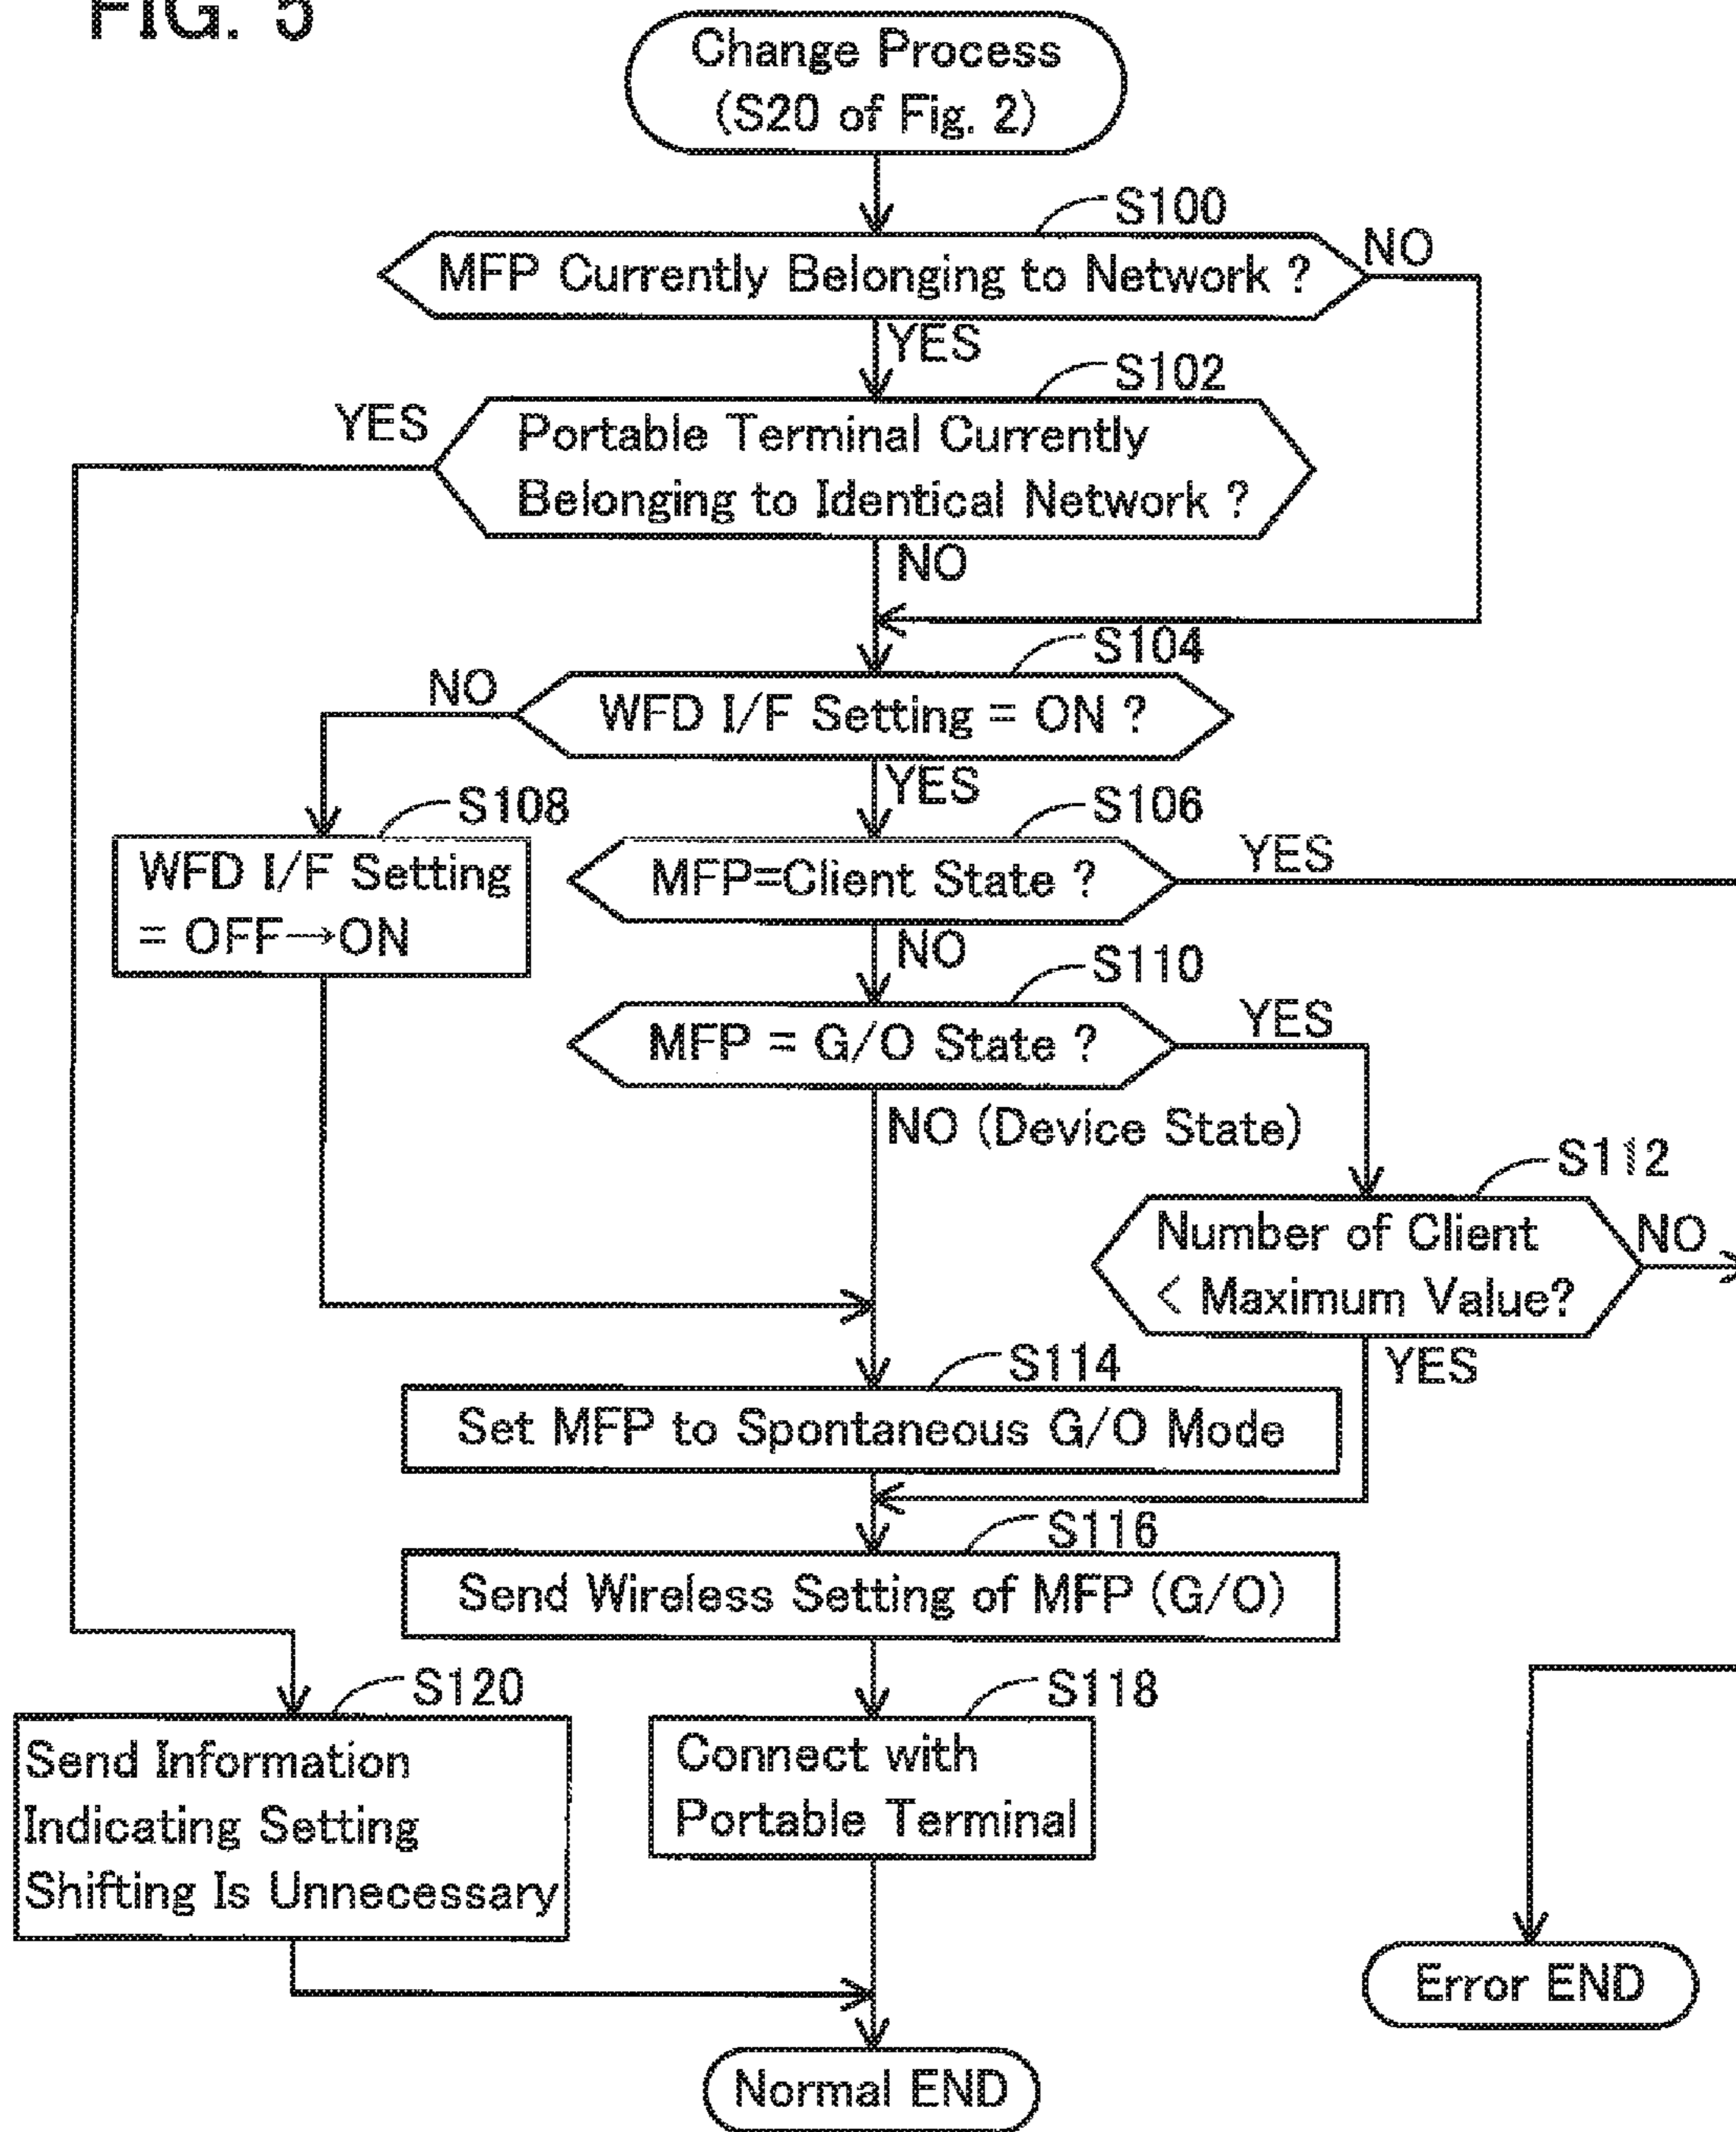 FIG. 5
Change Process
(S20 of Fig. 2)
S100
MFP Currently Belonging to Network ?
NO
YES
S102
YES
Portable Terminal Currently
Belonging to Identical Network ?
NO
S104
NO
WFD I/F Setting = ON ?
YES
S108
WFD I/F Setting
= OFF→ON
S106
MFP=Client State ?
YES
NO
S110
MFP = G/O State ?
YES
NO (Device State)
S112
Number of Client
< Maximum Value?
NO
YES
S114
Set MFP to Spontaneous G/O Mode
S116
Send Wireless Setting of MFP (G/O)
S120
Send Information
Indicating Setting
Shifting Is Unnecessary
S118
Connect with
Portable Terminal
Error END
Normal END